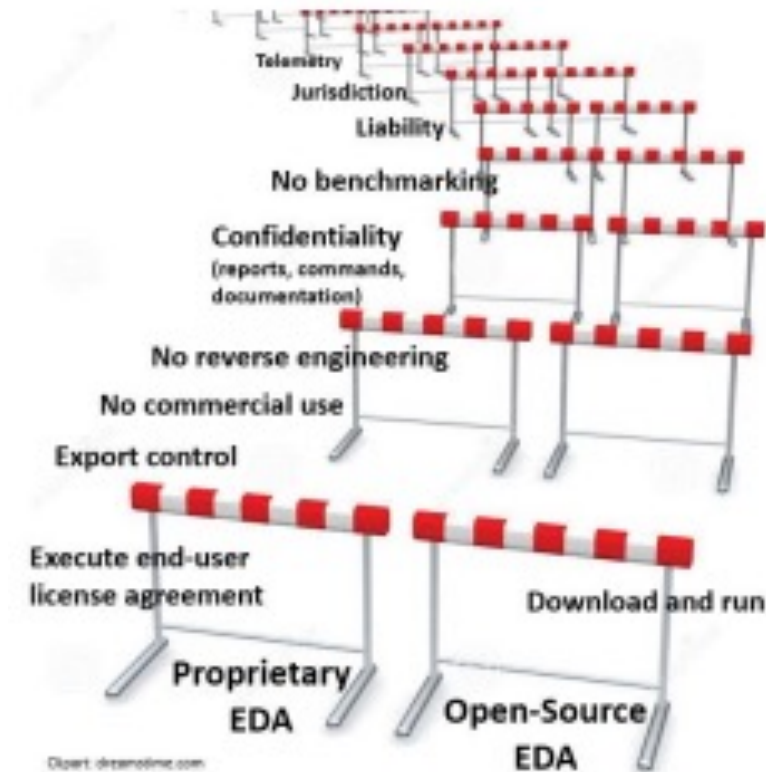 Telemetry
Jurisdiction
Liability
No benchmarking
Confidentiality
(reports, commands,
documentation)
No reverse engineering
No commercial use
Export control
Execute end-user
license agreement
Download and run
Proprietary
EDA
Open-Source
EDA
Clipart: dreamstime.com